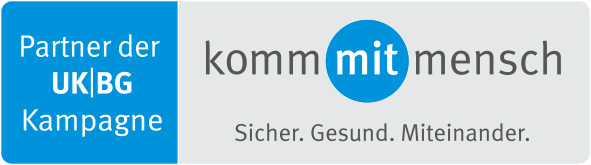 Partner der
UK|BG
Kampagne
kommmitmensch
Sicher. Gesund. Miteinander.